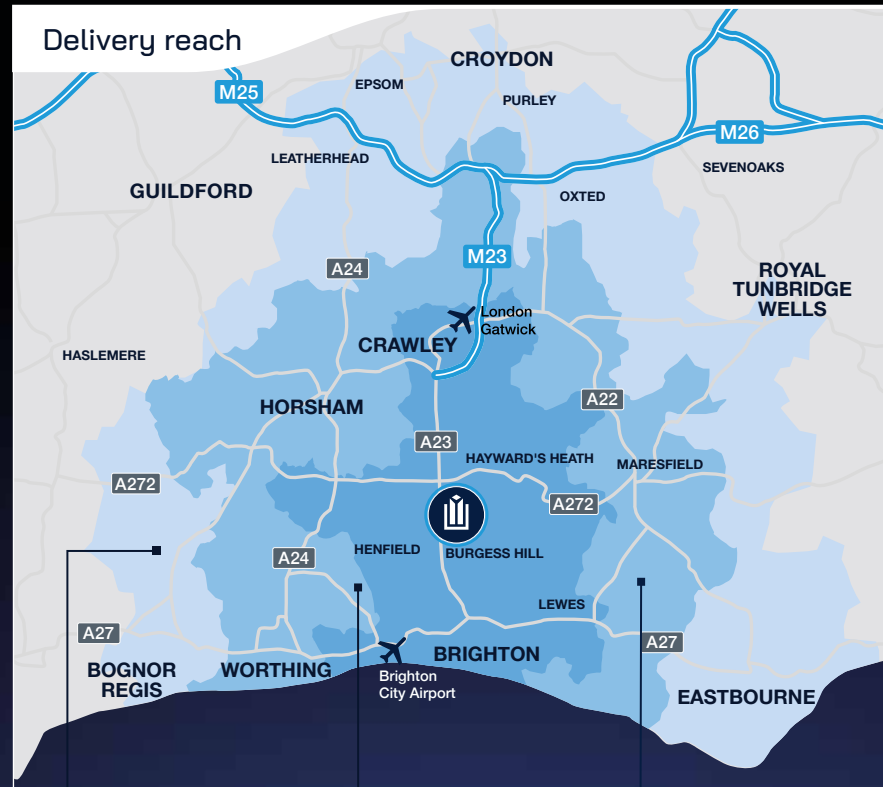 Delivery reach
CROYDON
EPSOM
M25
PURLEY
M26
LEATHERHEAD
SEVENOAKS
GUILDFORD
OXTED
M23
A24
ROYAL
TUNBRIDGE
WELLS
London
Gatwick
CRAWLEY
HASLEMERE
A22
HORSHAM
A23
HAYWARD'S HEATH
MARESFIELD
A272
A272
HENFIELD
BURGESS HILL
A24
LEWES
A27
A27
BOGNOR
REGIS
WORTHING
BRIGHTON
Brighton
City Airport
EASTBOURNE